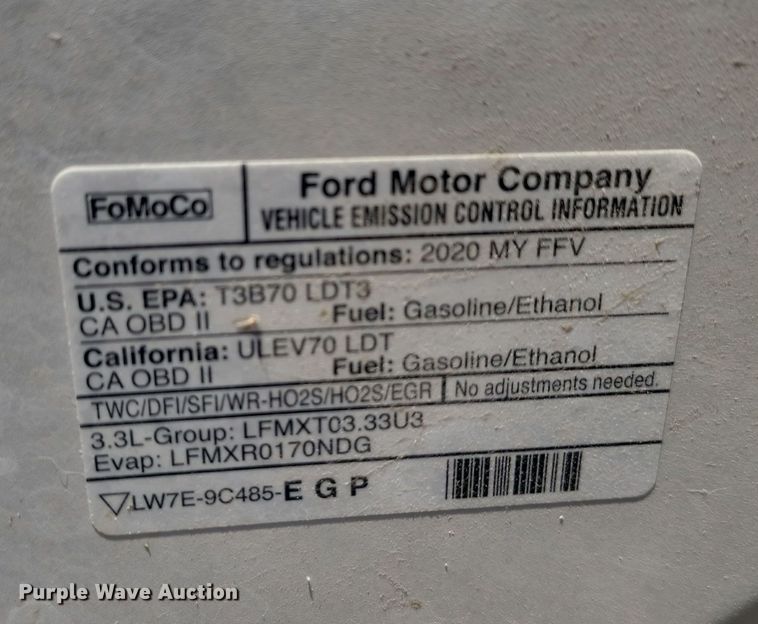 FoMoCo
Ford Motor Company
VEHICLE EMISSION CONTROL INFORMATION
Conforms to regulations: 2020 MY FFV
U.S. EPA: T3B70 LDT3
CA OBD II Fuel: Gasoline/Ethanol
California: ULEV70 LDT
CA OBD II Fuel: Gasoline/Ethanol
TWC/DFI/SFI/WR-HO2S/HO2S/EGR No adjustments needed.
3.3L-Group: LFMXT03.33U3
Evap: LFMXR0170NDG
LW7E-9C485-EGP
Purple Wave Auction